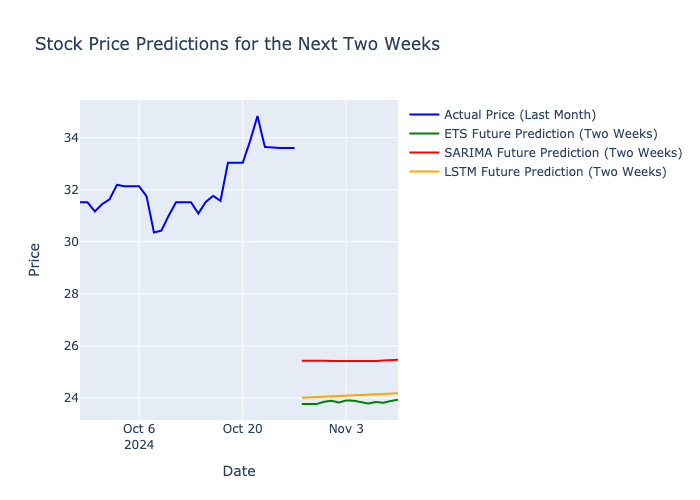 Stock Price Predictions for the Next Two Weeks
Actual Price (Last Month)
ETS Future Prediction (Two Weeks)
SARIMA Future Prediction (Two Weeks)
LSTM Future Prediction (Two Weeks)
Price
34
32
30
28
26
24
Oct 6
2024
Oct 20
Nov 3
Date